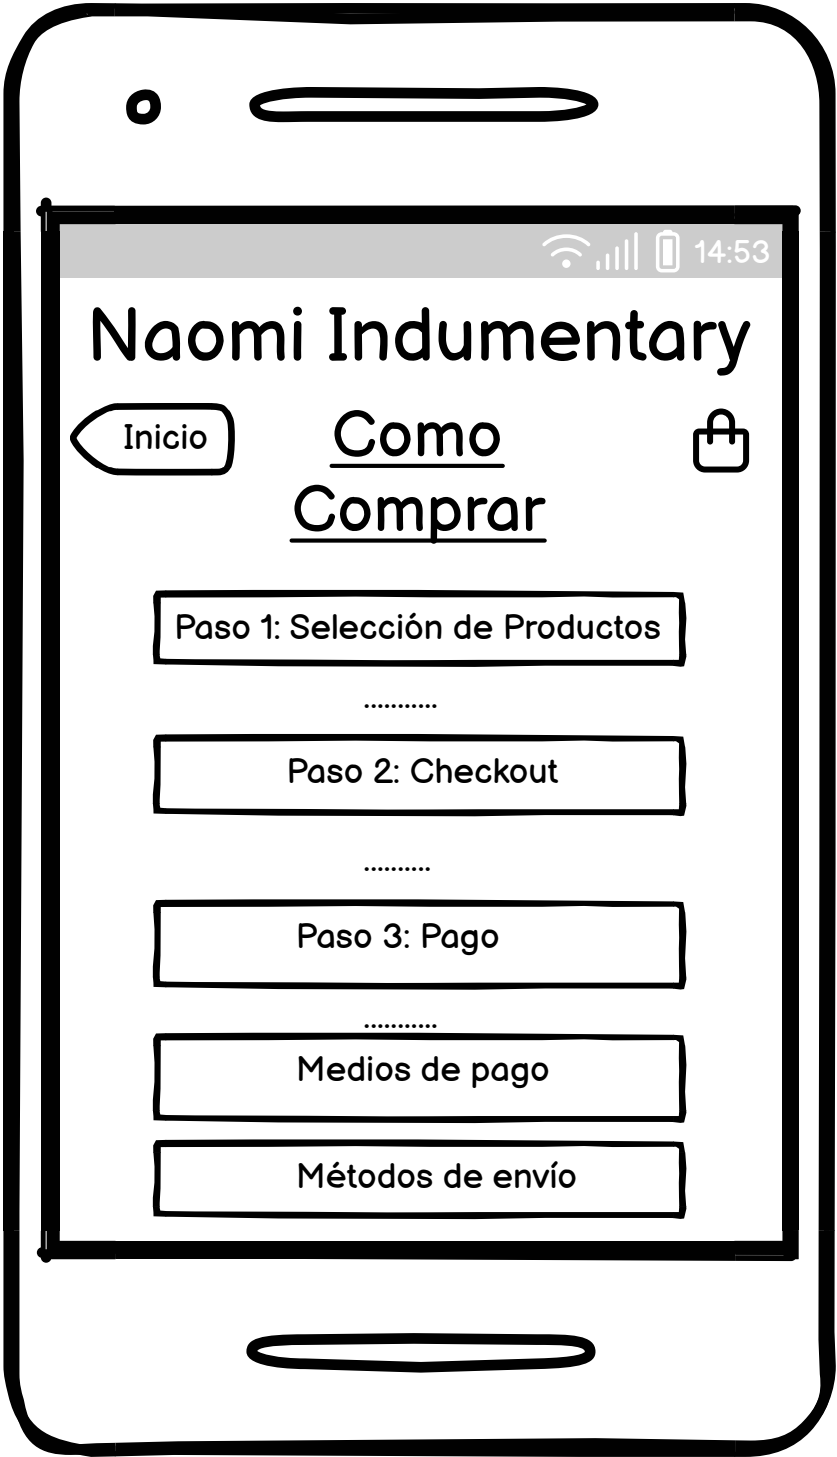 14:53
Naomi Indumentary
Inicio
Como
Comprar
Paso 1: Selección de Productos
...........
Paso 2: Checkout
..........
Paso 3: Pago
...........
Medios de pago
Métodos de envío